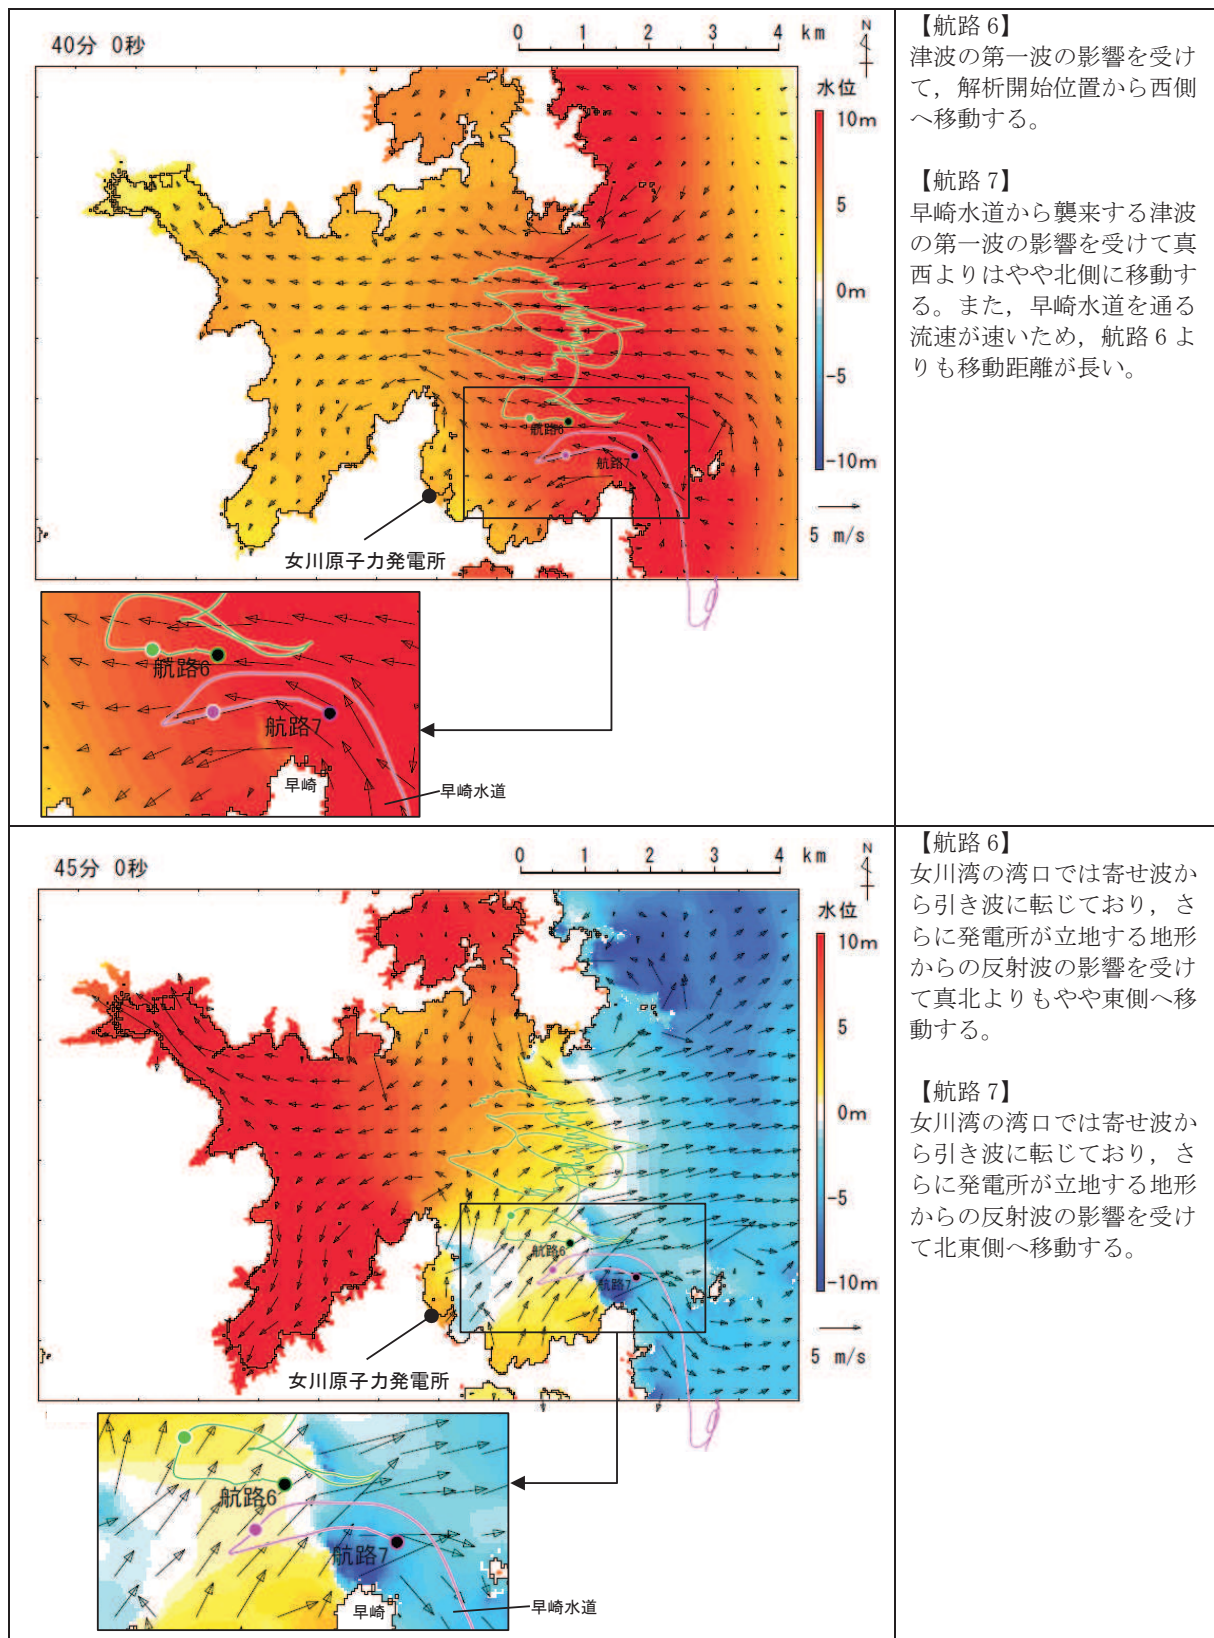 40分 0秒
0 1 2 3 4 km
N
水位
10m
5
0m
-5
-10m
5 m/s
航路6
航路7
女川原子力発電所
航路6
航路7
早崎
早崎水道
【航路 6】
津波の第一波の影響を受け
て，解析開始位置から西側
へ移動する。
【航路 7】
早崎水道から襲来する津波
の第一波の影響を受けて真
西よりはやや北側に移動す
る。また，早崎水道を通る
流速が速いため，航路 6 よ
りも移動距離が長い。
45分 0秒
0 1 2 3 4 km
N
水位
10m
5
0m
-5
-10m
5 m/s
航路6
航路7
女川原子力発電所
航路6
航路7
早崎
早崎水道
【航路 6】
女川湾の湾口では寄せ波か
ら引き波に転じており，さ
らに発電所が立地する地形
からの反射波の影響を受け
て真北よりもやや東側へ移
動する。
【航路 7】
女川湾の湾口では寄せ波か
ら引き波に転じており，さ
らに発電所が立地する地形
からの反射波の影響を受け
て北東側へ移動する。